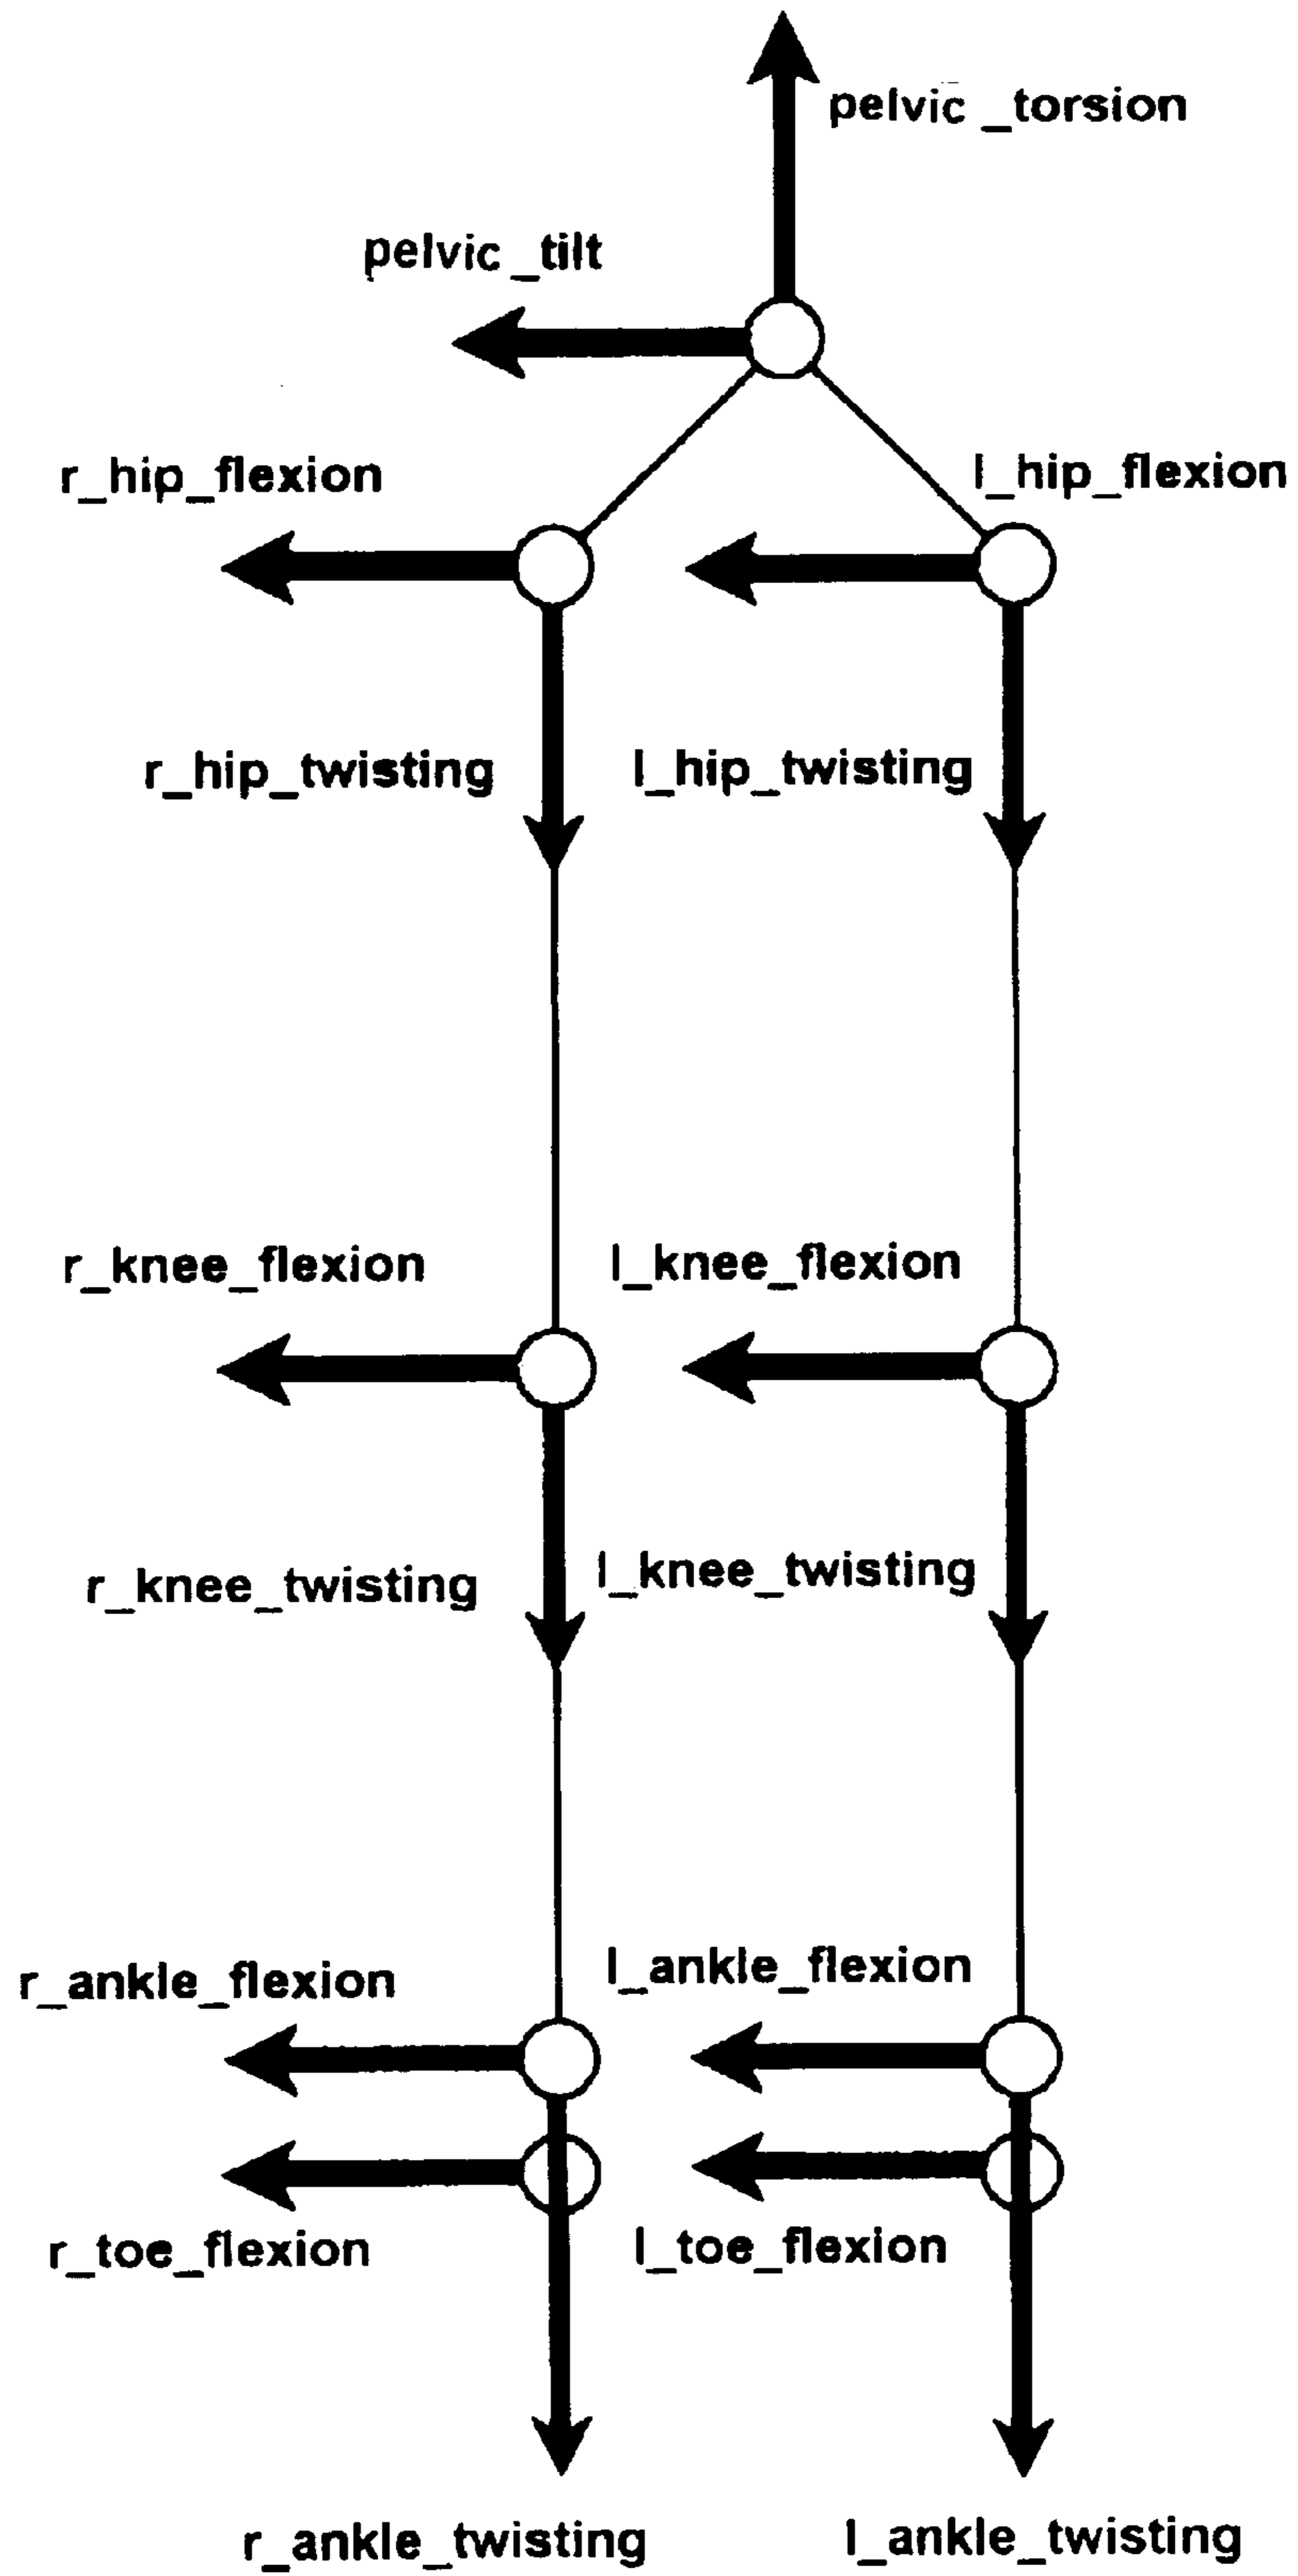 pelvic _torsion
pelvic _tilt
r_hip_flexion
l_hip_flexion
r_hip_twisting
l_hip_twisting
r_knee_flexion
l_knee_flexion
r_knee_twisting
l_knee_twisting
r_ankle_flexion
l_ankle_flexion
r_toe_flexion
l_toe_flexion
r_ankle_twisting
l_ankle_twisting